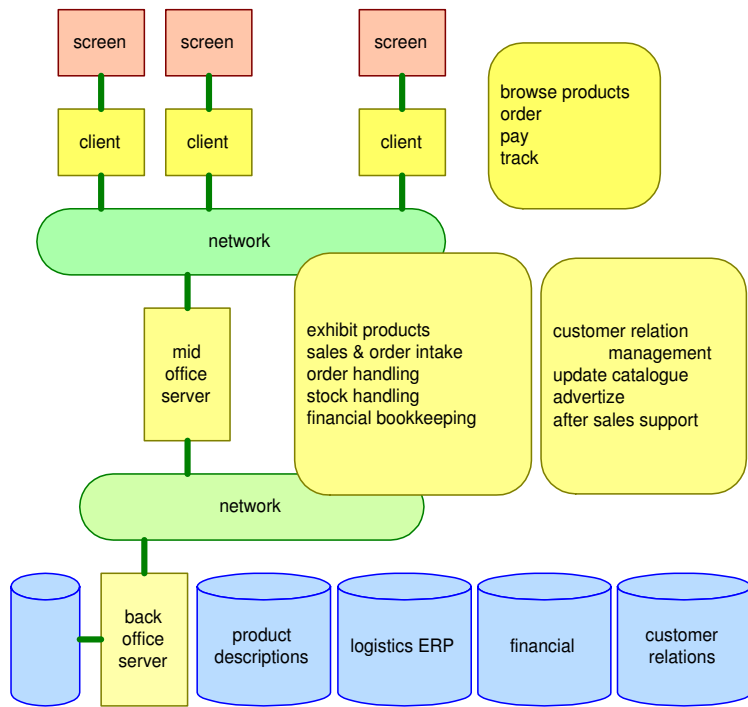 screen
screen
screen
client
client
client
browse products
order
pay
track
network
exhibit products
sales & order intake
order handling
stock handling
financial bookkeeping
customer relation
management
update catalogue
advertize
after sales support
mid
office
server
network
back
office
server
product
descriptions
logistics ERP
financial
customer
relations